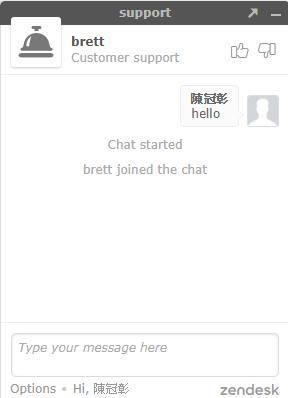 support
brett
Customer support
陳冠彰
hello
Chat started
brett joined the chat
Type your message here
Options • Hi, 陳冠彰
zendesk